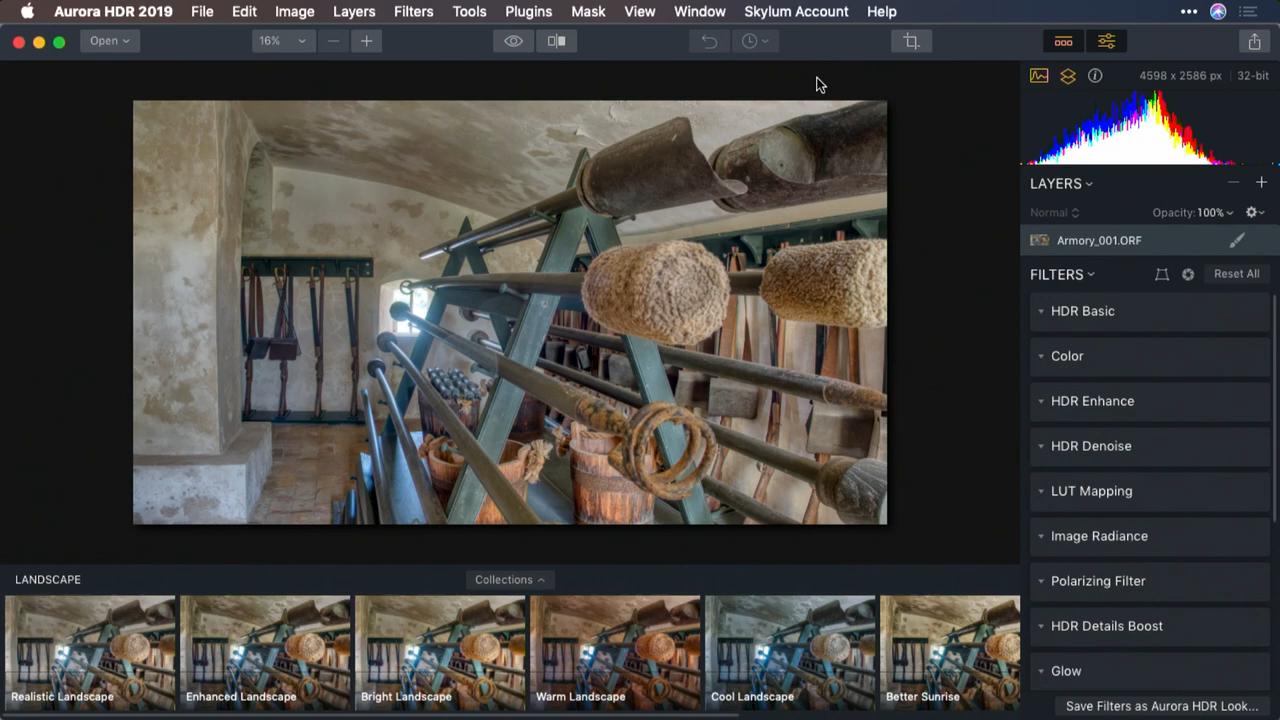 Aurora HDR 2019 File Edit Image Layers Filters Tools Plugins Mask View Window Skylum Account Help
Open 16%
4598 x 2586 px 32-bit
LAYERS
Normal Opacity: 100%
Armory_001.ORF
FILTERS Reset All
HDR Basic
Color
HDR Enhance
HDR Denoise
LUT Mapping
Image Radiance
Polarizing Filter
HDR Details Boost
Glow
Save Filters as Aurora HDR Look...
LANDSCAPE Collections
Realistic Landscape Enhanced Landscape Bright Landscape Warm Landscape Cool Landscape Better Sunrise